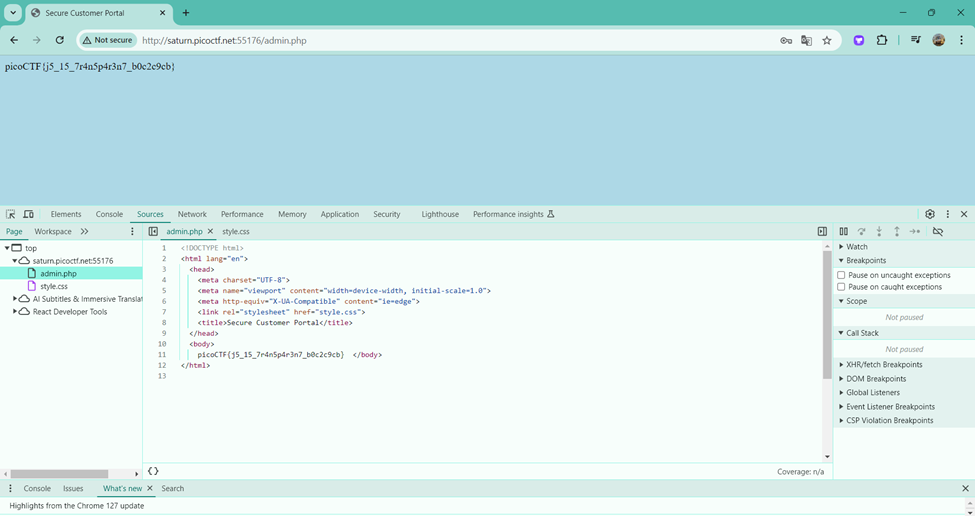 Secure Customer Portal
Not secure http://saturn.picoctf.net:55176/admin.php
picoCTF{j5_15_7r4n5p4r3n7_b0c2c9cb}
Elements Console Sources Network Performance Memory Application Security Lighthouse Performance insights
Page Workspace admin.php style.css
top
saturn.picoctf.net:55176
admin.php
style.css
AI Subtitles & Immersive Translat
React Developer Tools
1 <!DOCTYPE html>
2 <html lang="en">
3 <head>
4 <meta charset="UTF-8">
5 <meta name="viewport" content="width=device-width, initial-scale=1.0">
6 <meta http-equiv="X-UA-Compatible" content="ie=edge">
7 <link rel="stylesheet" href="style.css">
8 <title>Secure Customer Portal</title>
9 </head>
10 <body>
11 picoCTF{j5_15_7r4n5p4r3n7_b0c2c9cb} </body>
12 </html>
13
Watch
Breakpoints
Pause on uncaught exceptions
Pause on caught exceptions
Scope
Not paused
Call Stack
Not paused
XHR/fetch Breakpoints
DOM Breakpoints
Global Listeners
Event Listener Breakpoints
CSP Violation Breakpoints
{} Coverage: n/a
Console Issues What's new Search
Highlights from the Chrome 127 update